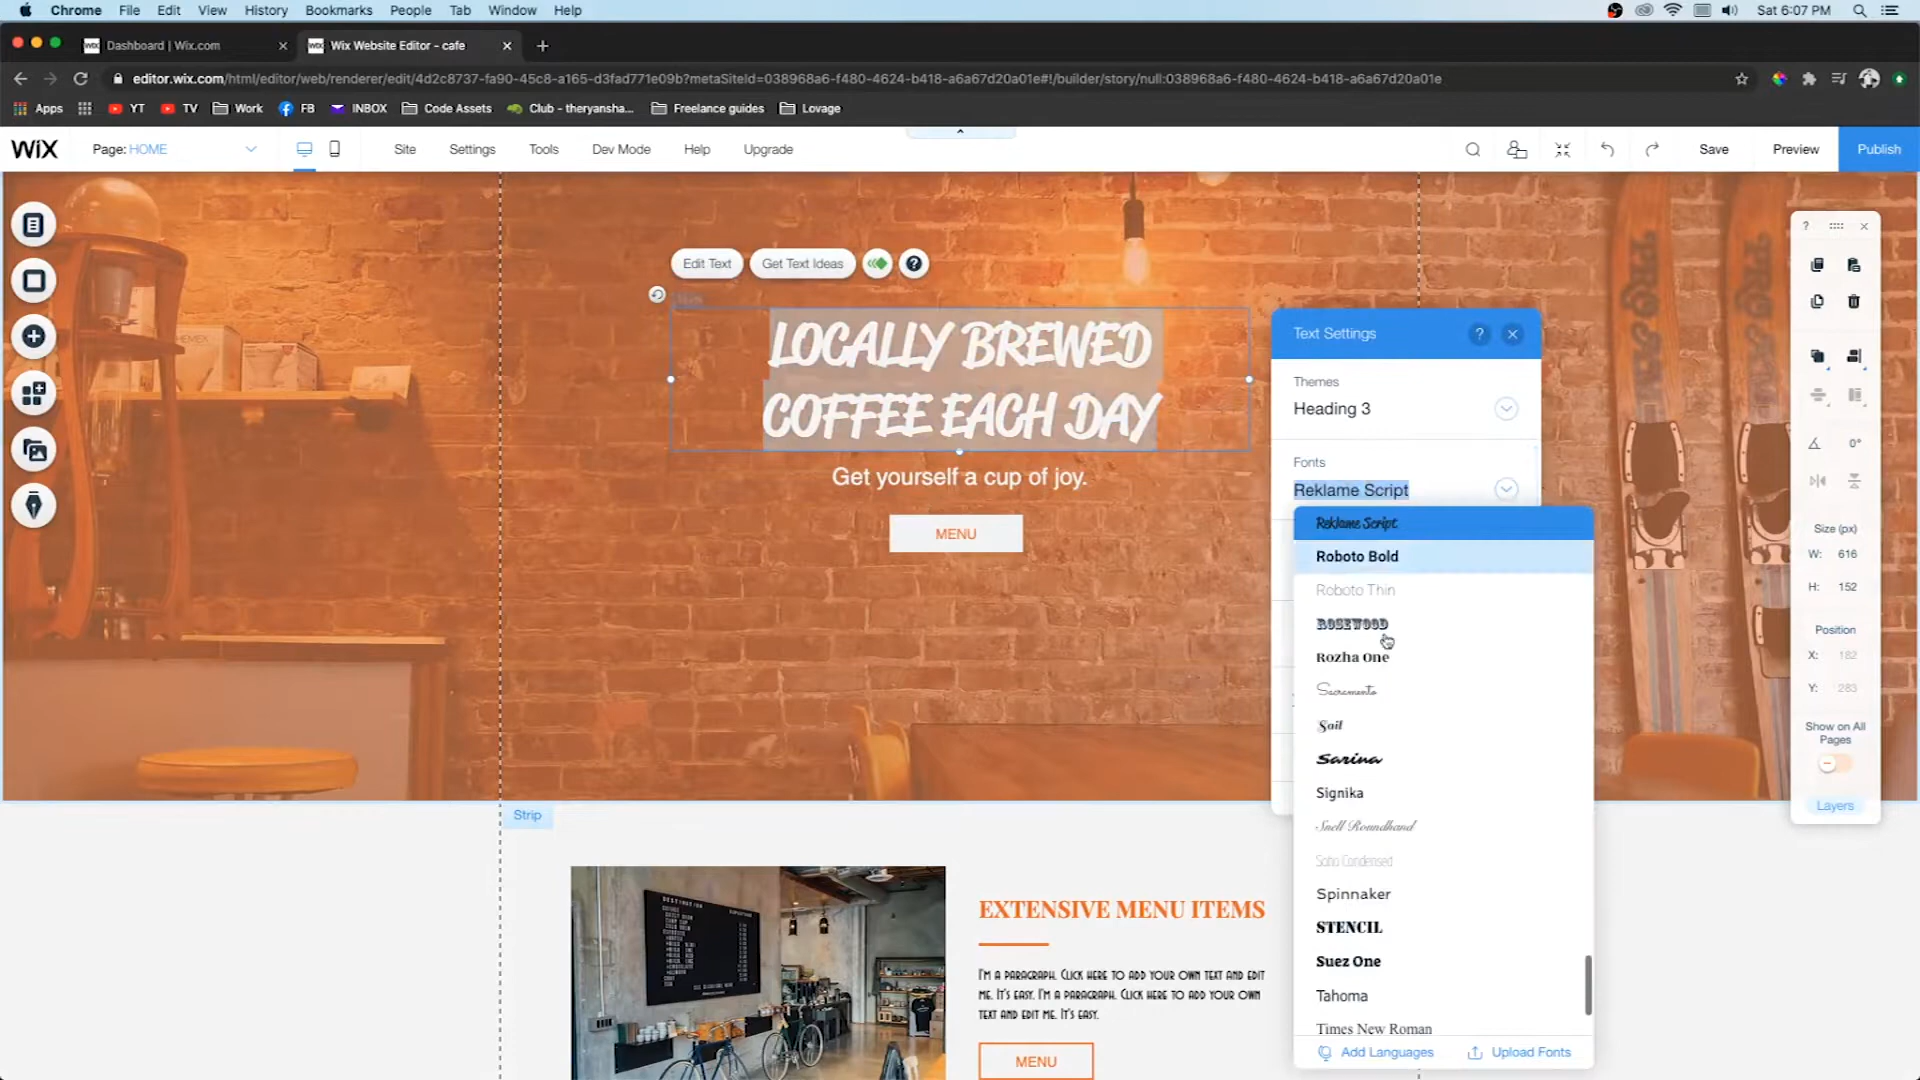 Chrome File Edit View History Bookmarks People Tab Window Help Sat 6:07 PM
Dashboard | Wix.com
Wix Website Editor - cafe
editor.wix.com/html/editor/web/renderer/edit/4d2c8737-fa90-45c8-a165-d3fad771e09b?metaSiteId=038968a6-f480-4624-b418-a6a67d20a01e#!/builder/story/null:038968a6-f480-4624-b418-a6a67d20a01e
Apps YT TV Work FB INBOX Code Assets Club - theryansha... Freelance guides Lovage
WiX Page: HOME Site Settings Tools Dev Mode Help Upgrade Save Preview Publish
Edit Text Get Text Ideas
LOCALLY BREWED
COFFEE EACH DAY
Get yourself a cup of joy.
MENU
Text Settings
Themes
Heading 3
Fonts
Reklame Script
Reklame Script
Roboto Bold
Roboto Thin
ROSEWOOD
Rozha One
Sacramento
Sail
Sarina
Signika
Snell Roundhand
Soho Condensed
Spinnaker
STENCIL
Suez One
Tahoma
Times New Roman
Add Languages Upload Fonts
0°
Size (px)
W: 616
H: 152
Position
X: 182
Y: 283
Show on All
Pages
Layers
Strip
EXTENSIVE MENU ITEMS
I'M A PARAGRAPH. CLICK HERE TO ADD YOUR OWN TEXT AND EDIT
ME. IT'S EASY. I'M A PARAGRAPH. CLICK HERE TO ADD YOUR OWN
TEXT AND EDIT ME. IT'S EASY.
MENU